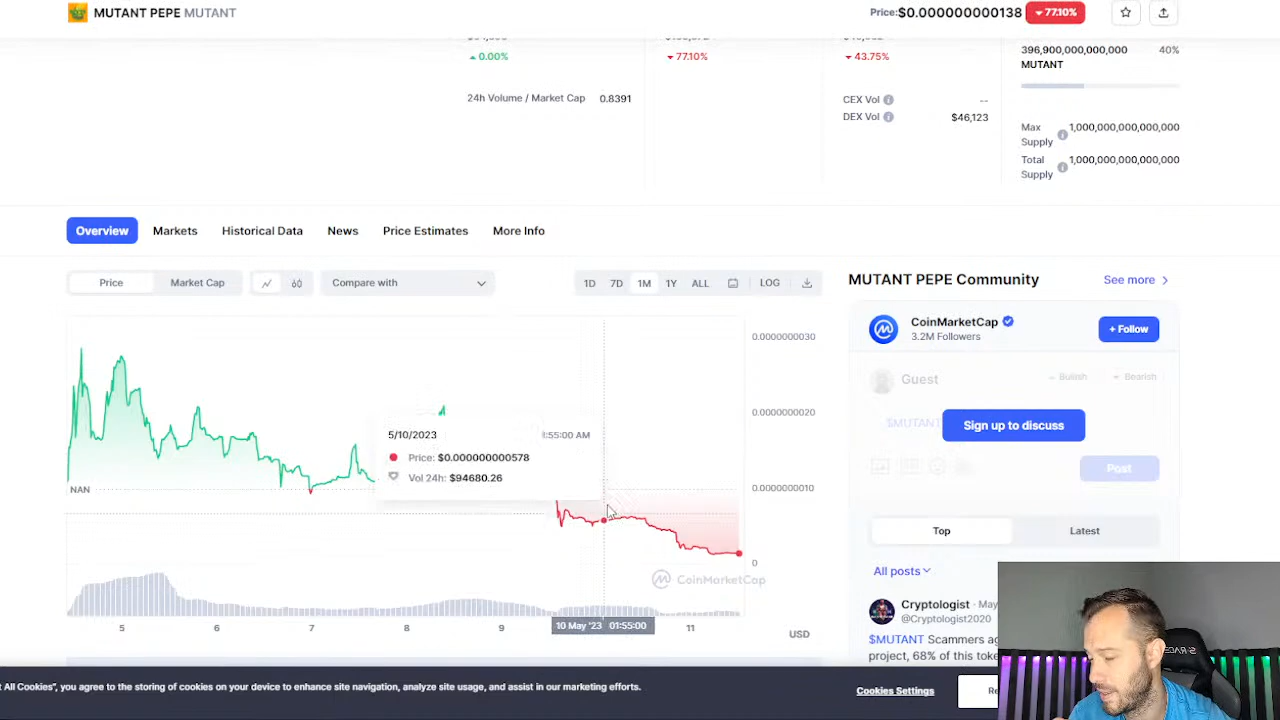 MUTANT PEPE MUTANT
Price:$0.000000000138 77.10%
396,900,000,000,000 40%
MUTANT
0.00% 77.10% 43.75%
24h Volume / Market Cap 0.8391
CEX Vol --
DEX Vol $46,123
Max Supply 1,000,000,000,000,000
Total Supply 1,000,000,000,000,000
Overview Markets Historical Data News Price Estimates More Info
Price Market Cap Compare with 1D 7D 1M 1Y ALL LOG
MUTANT PEPE Community See more
CoinMarketCap + Follow
3.2M Followers
Guest Bullish Bearish
$MUTANT Sign up to discuss
Post
Top Latest
All posts
Cryptologist · May
@Cryptologist2020
$MUTANT Scammers
project, 68% of this
0.0000000030
0.0000000020
0.0000000010
0
NAN
5/10/2023 :55:00 AM
Price: $0.000000000578
Vol 24h: $94680.26
CoinMarketCap
5 6 7 8 9 10 May '23 01:55:00 11 USD
All Cookies", you agree to the storing of cookies on your device to enhance site navigation, analyze site usage, and assist in our marketing efforts.
Cookies Settings